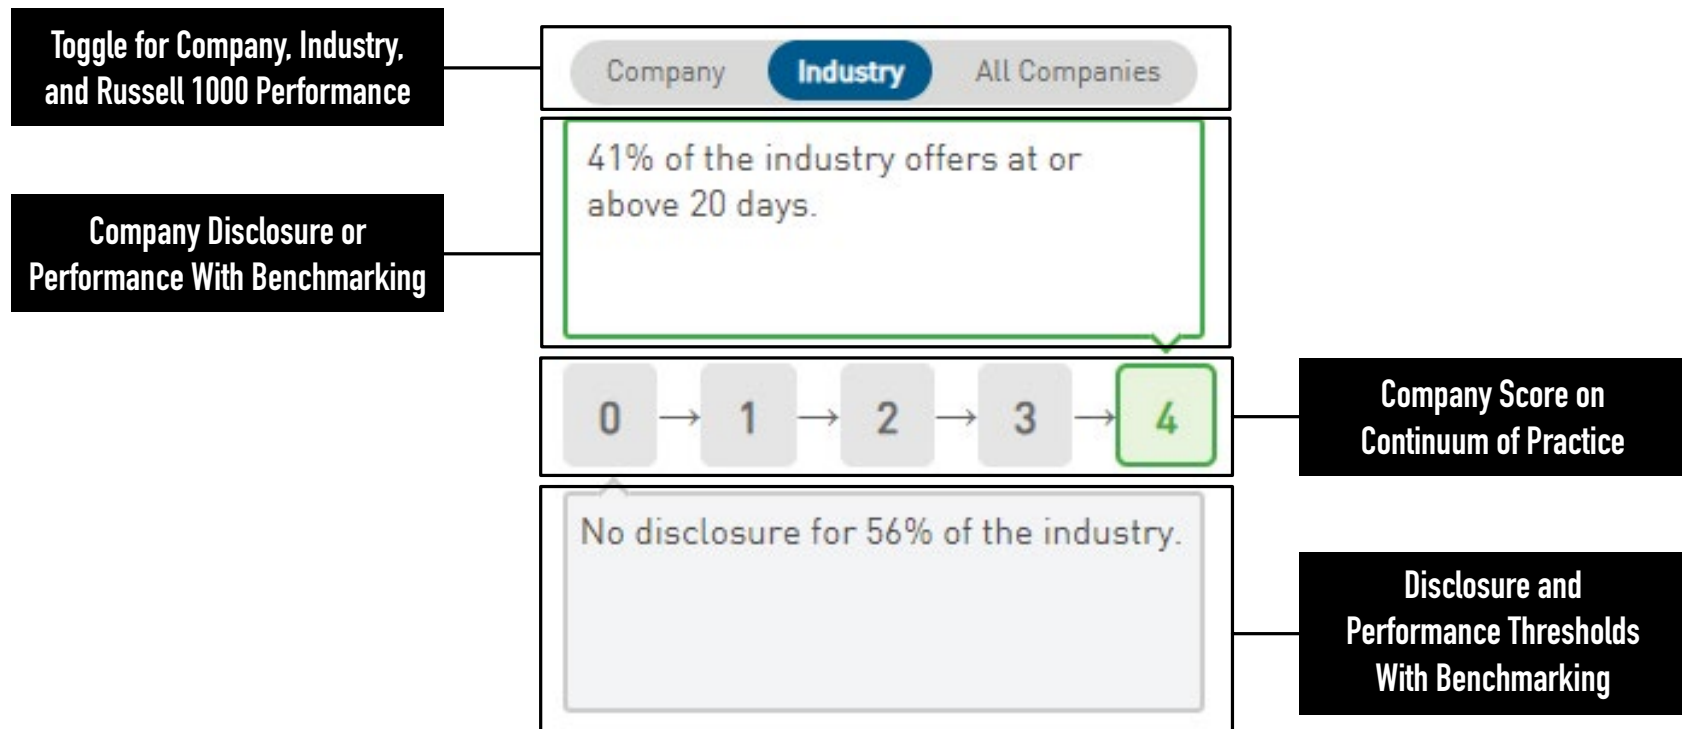 Toggle for Company, Industry,
and Russell 1000 Performance
Company Industry All Companies
41% of the industry offers at or
above 20 days.
Company Disclosure or
Performance With Benchmarking
0 → 1 → 2 → 3 → 4
Company Score on
Continuum of Practice
No disclosure for 56% of the industry.
Disclosure and
Performance Thresholds
With Benchmarking